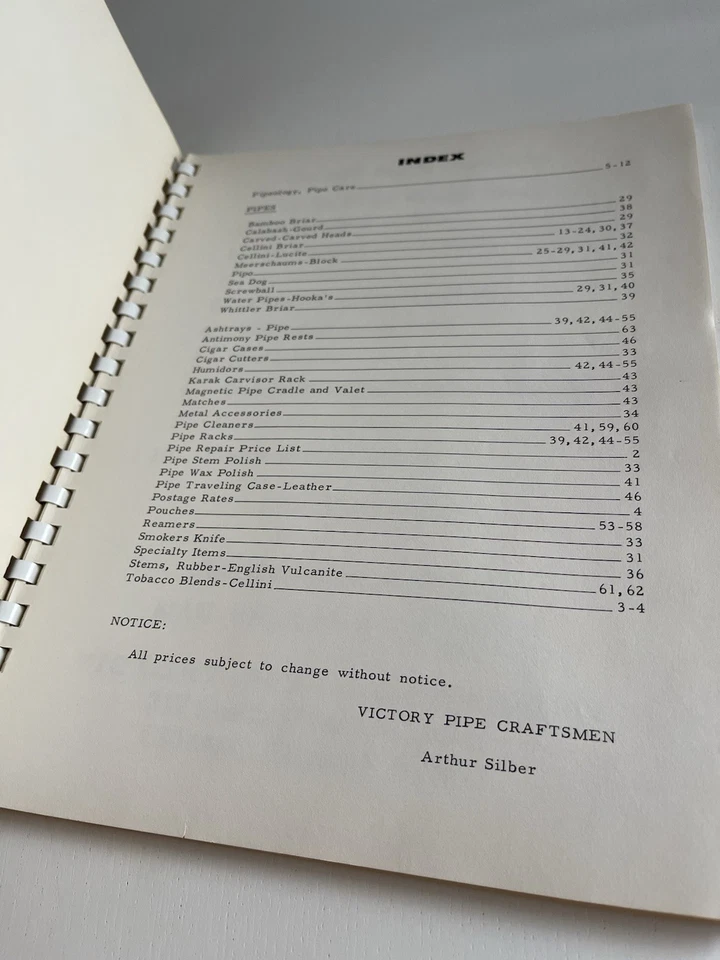 INDEX
Pipeology, Pipe Care 5-12
PIPES
Bamboo Briar 29
Calabash-Gourd 38
Carved-Carved Heads 29
Cellini Briar 13-24, 30, 37
Cellini-Lucite 32
Meerschaums-Block 25-29, 31, 41, 42
Pipo 31
Sea Dog 31
Screwball 35
Water Pipes-Hooka's 29, 31, 40
Whittler Briar 39
Ashtrays - Pipe 39, 42, 44-55
Antimony Pipe Rests 63
Cigar Cases 46
Cigar Cutters 33
Humidors 42, 44-55
Karak Carvisor Rack 43
Magnetic Pipe Cradle and Valet 43
Matches 43
Metal Accessories 34
Pipe Cleaners 41, 59, 60
Pipe Racks 39, 42, 44-55
Pipe Repair Price List 2
Pipe Stem Polish 33
Pipe Wax Polish 41
Pipe Traveling Case-Leather 46
Postage Rates 4
Pouches 53-58
Reamers 33
Smokers Knife 31
Specialty Items 36
Stems, Rubber-English Vulcanite 61, 62
Tobacco Blends-Cellini 3-4
NOTICE:
All prices subject to change without notice.
VICTORY PIPE CRAFTSMEN
Arthur Silber